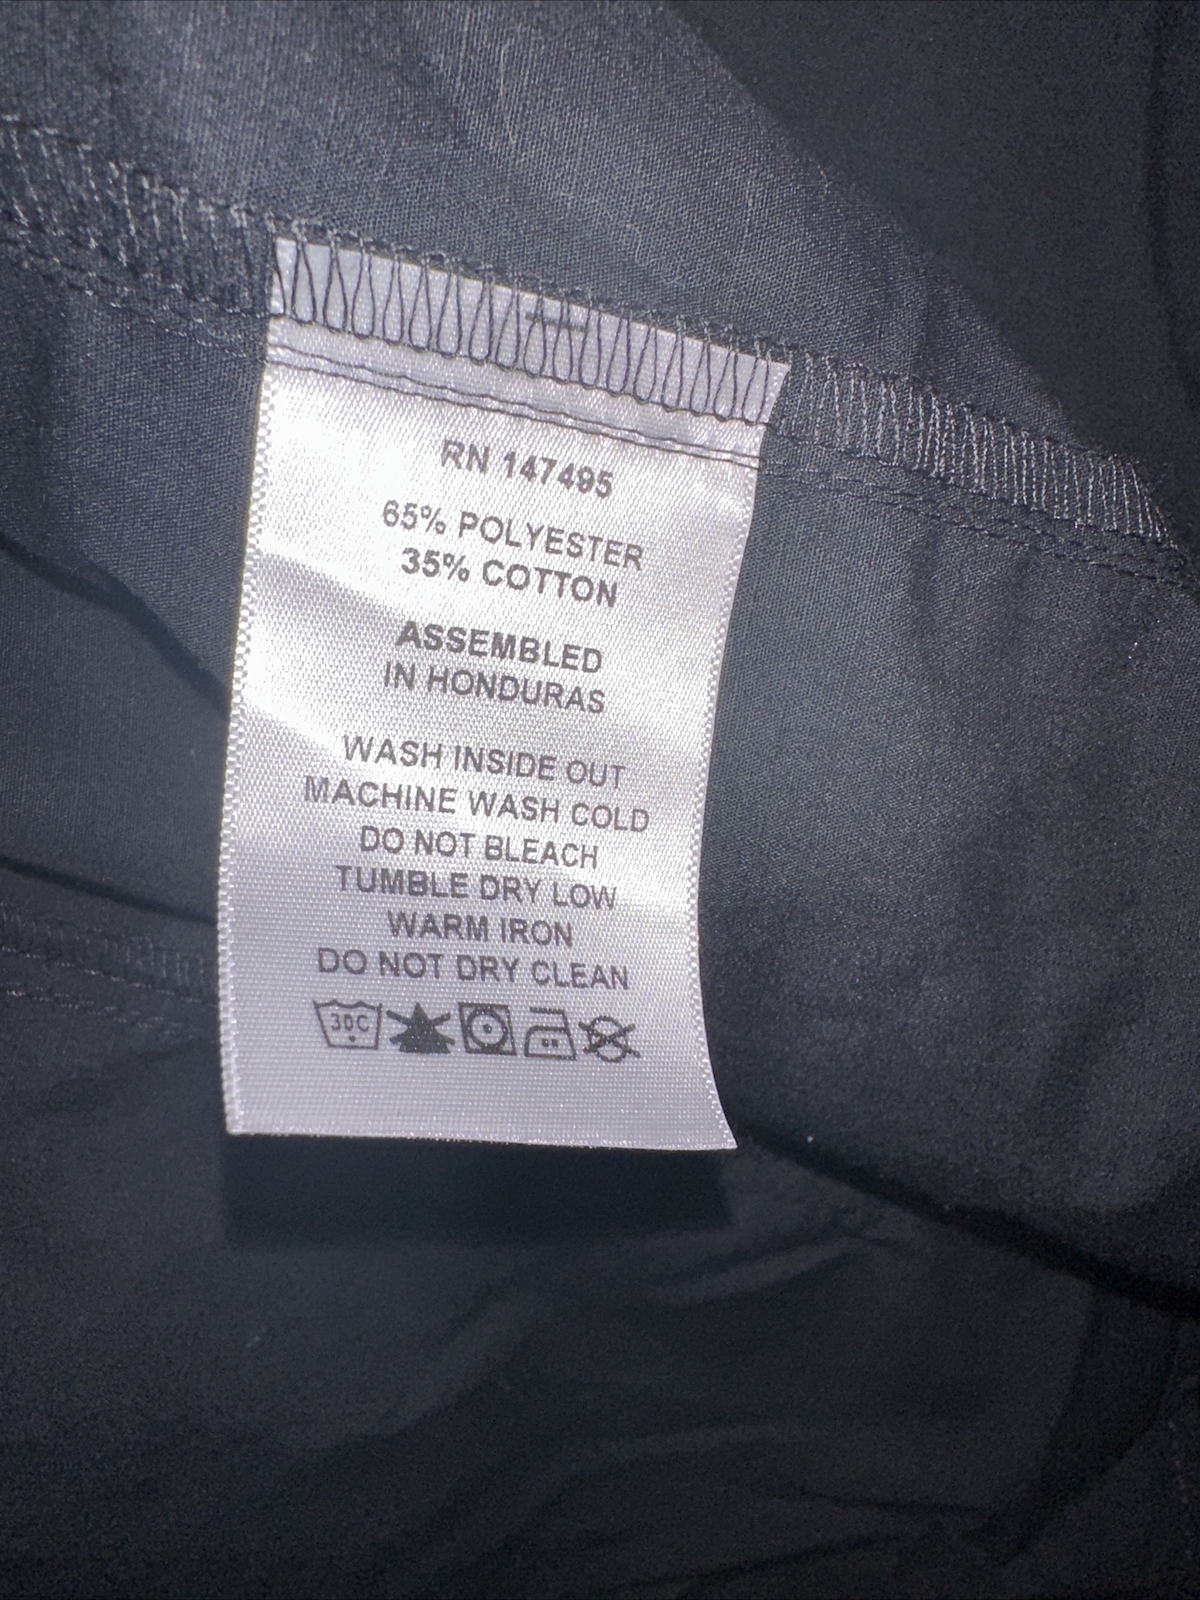 RN 147495
65% POLYESTER
35% COTTON
ASSEMBLED
IN HONDURAS
WASH INSIDE OUT
MACHINE WASH COLD
DO NOT BLEACH
TUMBLE DRY LOW
WARM IRON
DO NOT DRY CLEAN
30C